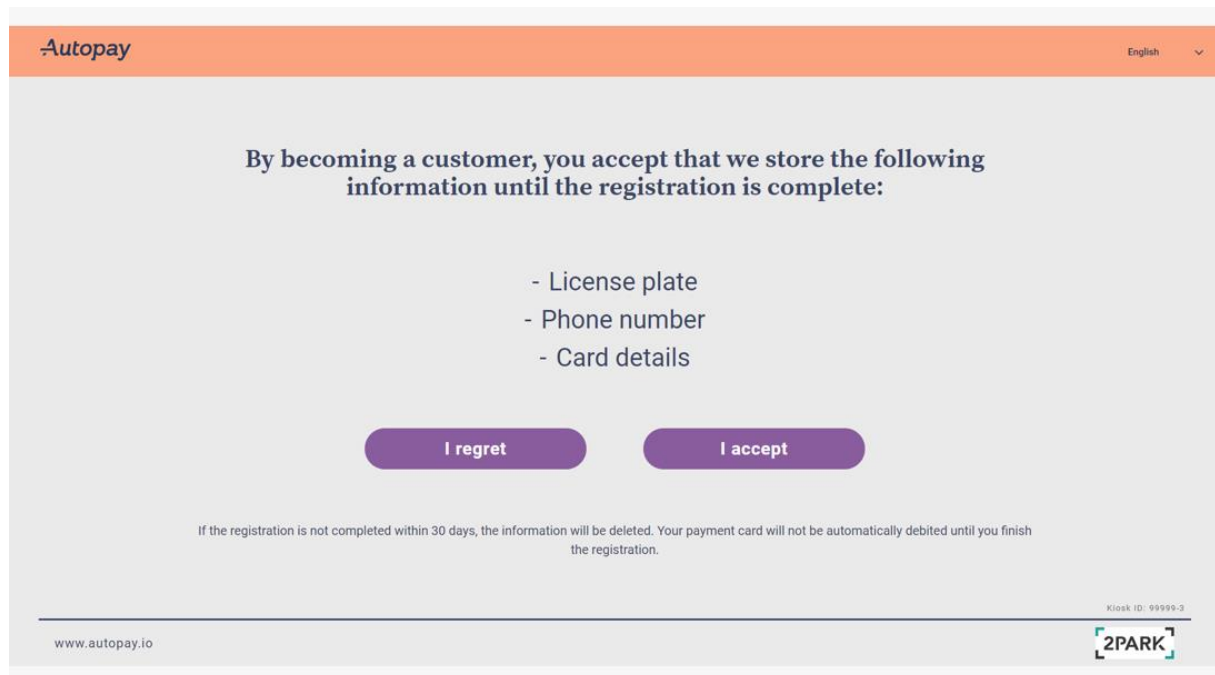 Autopay
English
By becoming a customer, you accept that we store the following
information until the registration is complete:
- License plate
- Phone number
- Card details
I regret
I accept
If the registration is not completed within 30 days, the information will be deleted. Your payment card will not be automatically debited until you finish
the registration.
Kiosk ID: 99999-3
www.autopay.io
2PARK